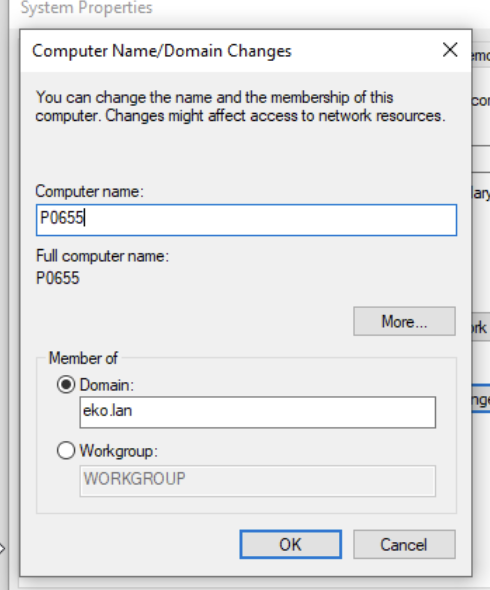 System Properties
Computer Name/Domain Changes
You can change the name and the membership of this
computer. Changes might affect access to network resources.
Computer name:
P0655
Full computer name:
P0655
More...
Member of
Domain:
eko.lan
Workgroup:
WORKGROUP
OK
Cancel